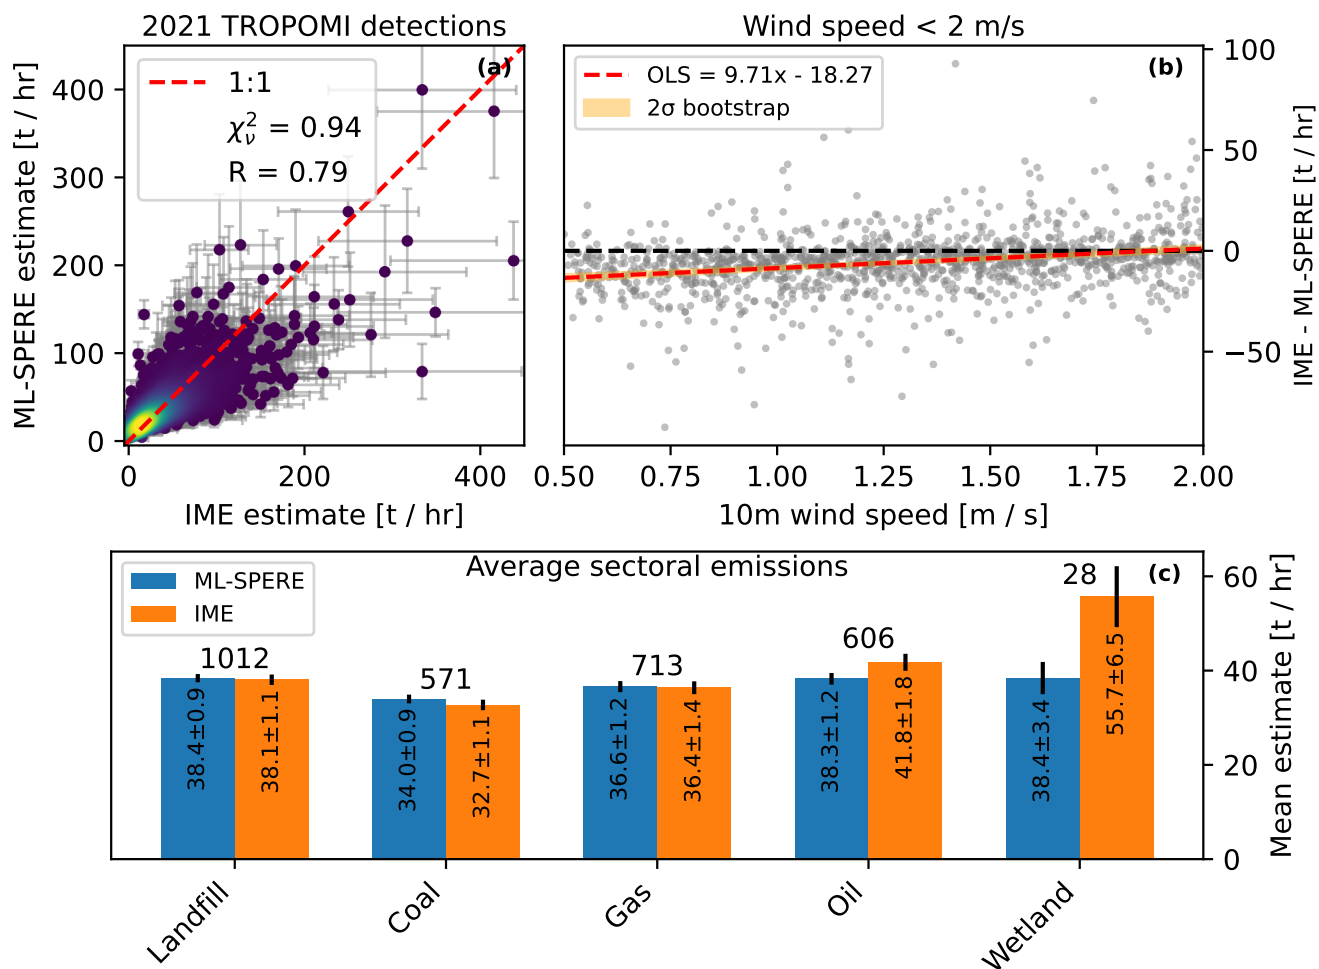 2021 TROPOMI detections
(a)
1:1
χ²ᵥ = 0.94
R = 0.79
ML-SPERE estimate [t / hr]
400
300
200
100
0
0 200 400
IME estimate [t / hr]
Wind speed < 2 m/s
(b)
OLS = 9.71x - 18.27
2σ bootstrap
100
50
0
−50
IME - ML-SPERE [t / hr]
0.50 0.75 1.00 1.25 1.50 1.75 2.00
10m wind speed [m / s]
Average sectoral emissions
(c)
ML-SPERE
IME
1012
571
713
606
28
38.4±0.9
38.1±1.1
34.0±0.9
32.7±1.1
36.6±1.2
36.4±1.4
38.3±1.2
41.8±1.8
38.4±3.4
55.7±6.5
60
40
20
0
Mean estimate [t / hr]
Landfill
Coal
Gas
Oil
Wetland